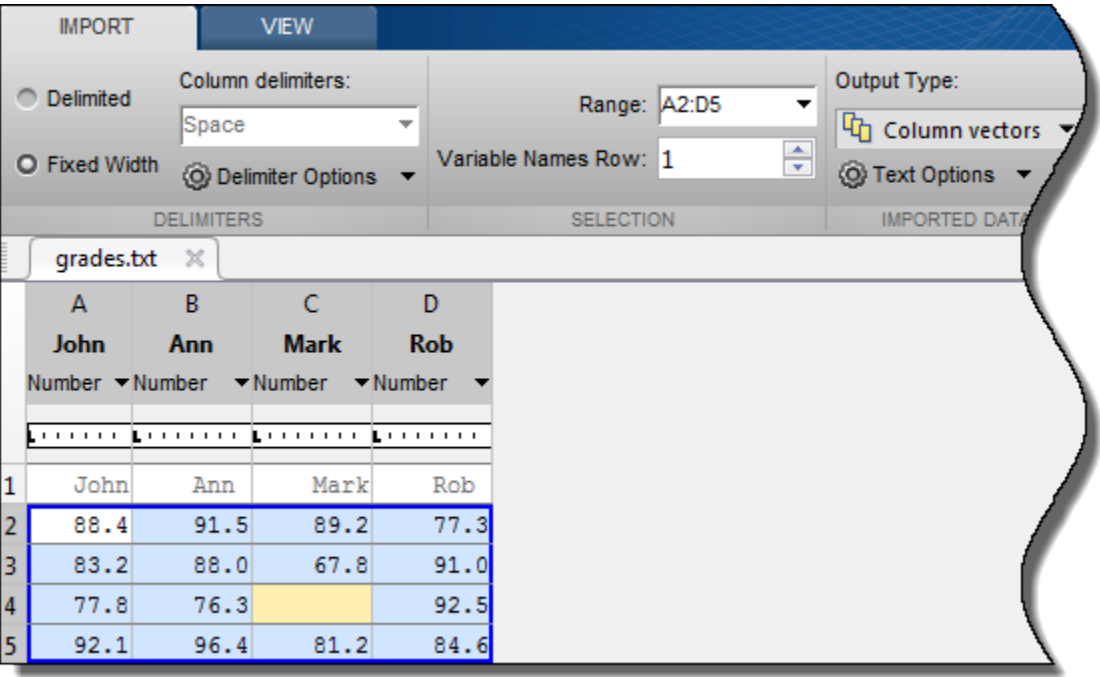 IMPORT VIEW
Column delimiters: Output Type:
Delimited Range: A2:D5
Space Column vectors
Fixed Width Delimiter Options Variable Names Row: 1 Text Options
DELIMITERS SELECTION IMPORTED DATA
grades.txt
A B C D
John Ann Mark Rob
Number Number Number Number
1 John Ann Mark Rob
2 88.4 91.5 89.2 77.3
3 83.2 88.0 67.8 91.0
4 77.8 76.3 92.5
5 92.1 96.4 81.2 84.6